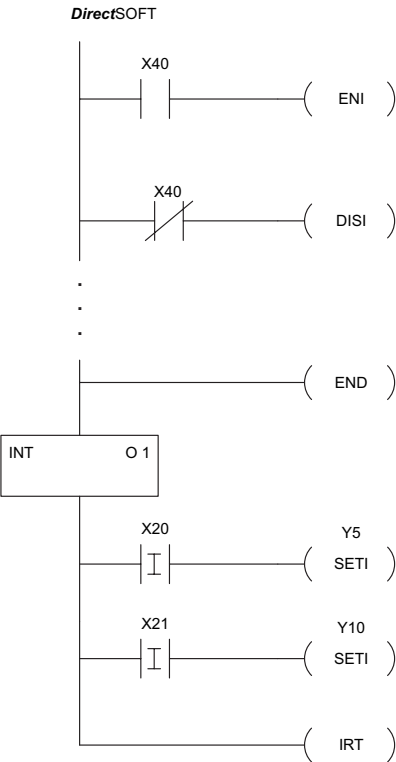 DirectSOFT
X40
ENI
X40
DISI
.
.
.
END
INT O 1
X20 Y5
SETI
X21 Y10
SETI
IRT